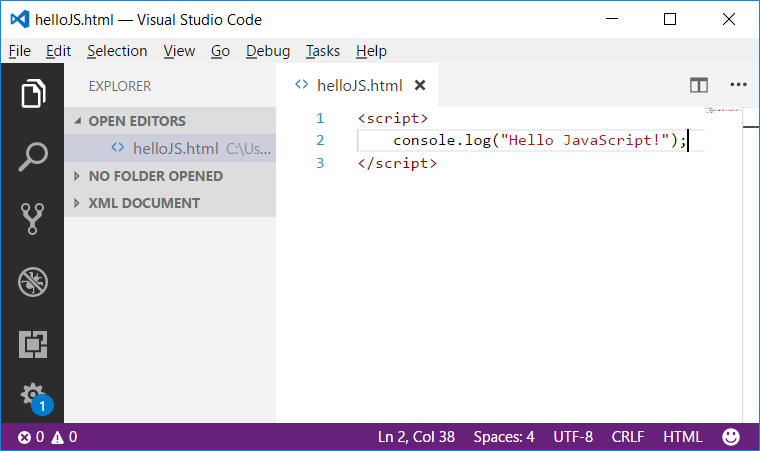 helloJS.html — Visual Studio Code
File Edit Selection View Go Debug Tasks Help
EXPLORER
OPEN EDITORS
helloJS.html C:\Us...
NO FOLDER OPENED
XML DOCUMENT
1
helloJS.html
1 <script>
2 console.log("Hello JavaScript!");
3 </script>
0 0 Ln 2, Col 38 Spaces: 4 UTF-8 CRLF HTML